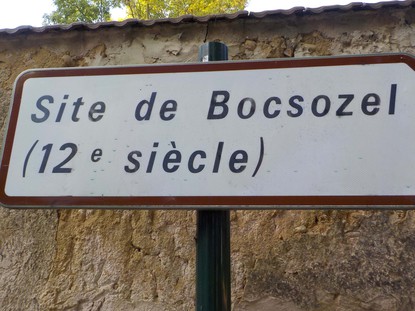 Site de Bocsozel
(12 e siècle)